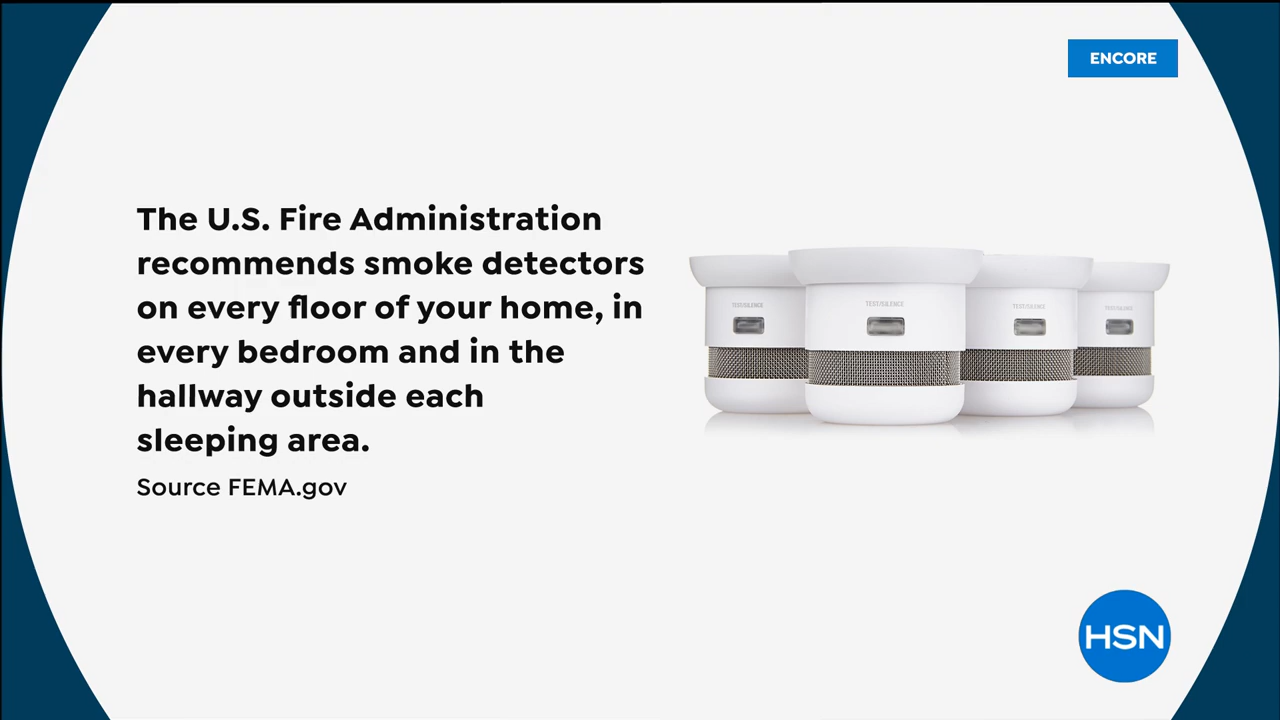 ENCORE
The U.S. Fire Administration
recommends smoke detectors
on every floor of your home, in
every bedroom and in the
hallway outside each
sleeping area.
Source FEMA.gov
TEST/SILENCE
TEST/SILENCE
TEST/SILENCE
TEST/SILENCE
HSN